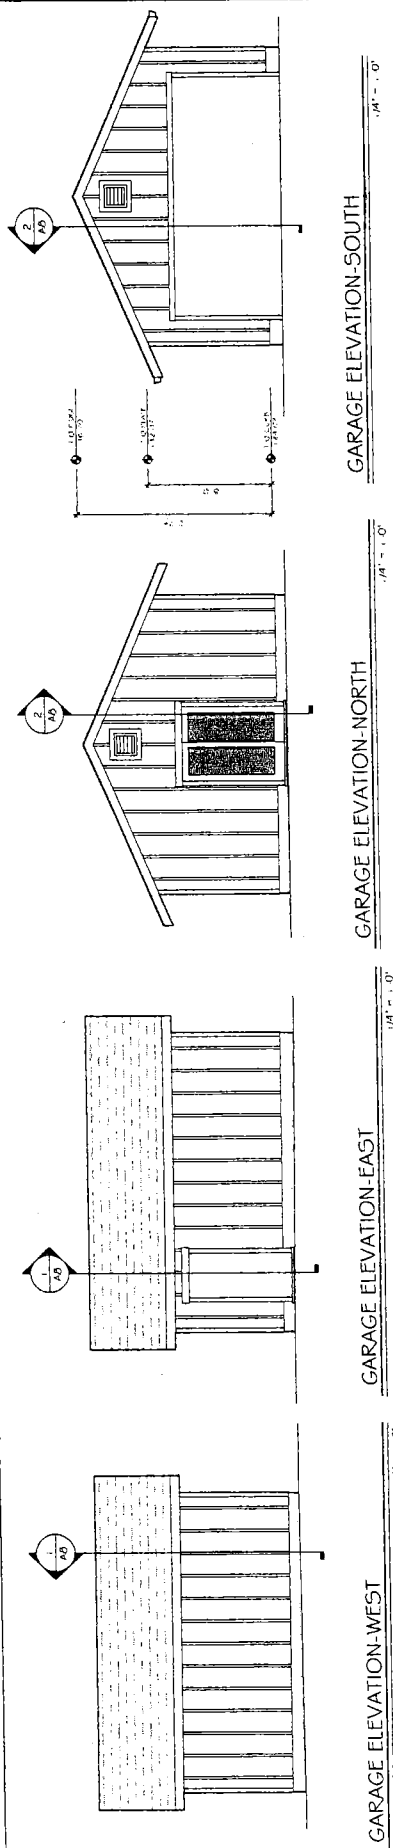 GARAGE ELEVATION-WEST
1
A8
GARAGE ELEVATION-EAST
1/4" = 1'-0"
1
A8
GARAGE ELEVATION-NORTH
1/4" = 1'-0"
2
A8
GARAGE ELEVATION-SOUTH
1/4" = 1'-0"
2
A8